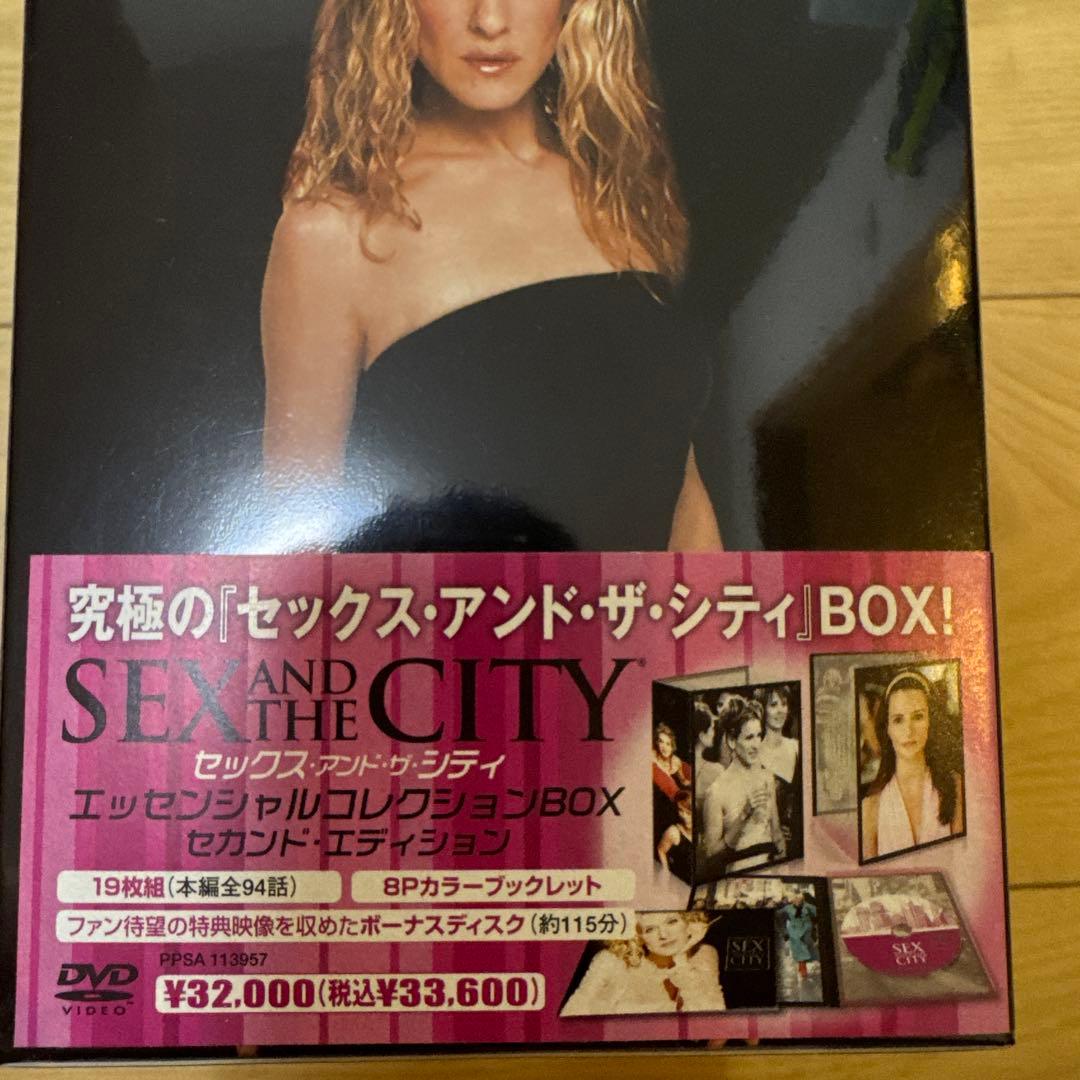 究極の『セックス・アンド・ザ・シティ』BOX!
SEX AND THE CITY®
セックス・アンド・ザ・シティ
エッセンシャルコレクションBOX
セカンド・エディション
19枚組(本編全94話)
8Pカラーブックレット
ファン待望の特典映像を収めたボーナスディスク(約115分)
PPSA 113957
DVD
VIDEO™
¥32,000(税込¥33,600)
SEX
CITY
SEX
CITY